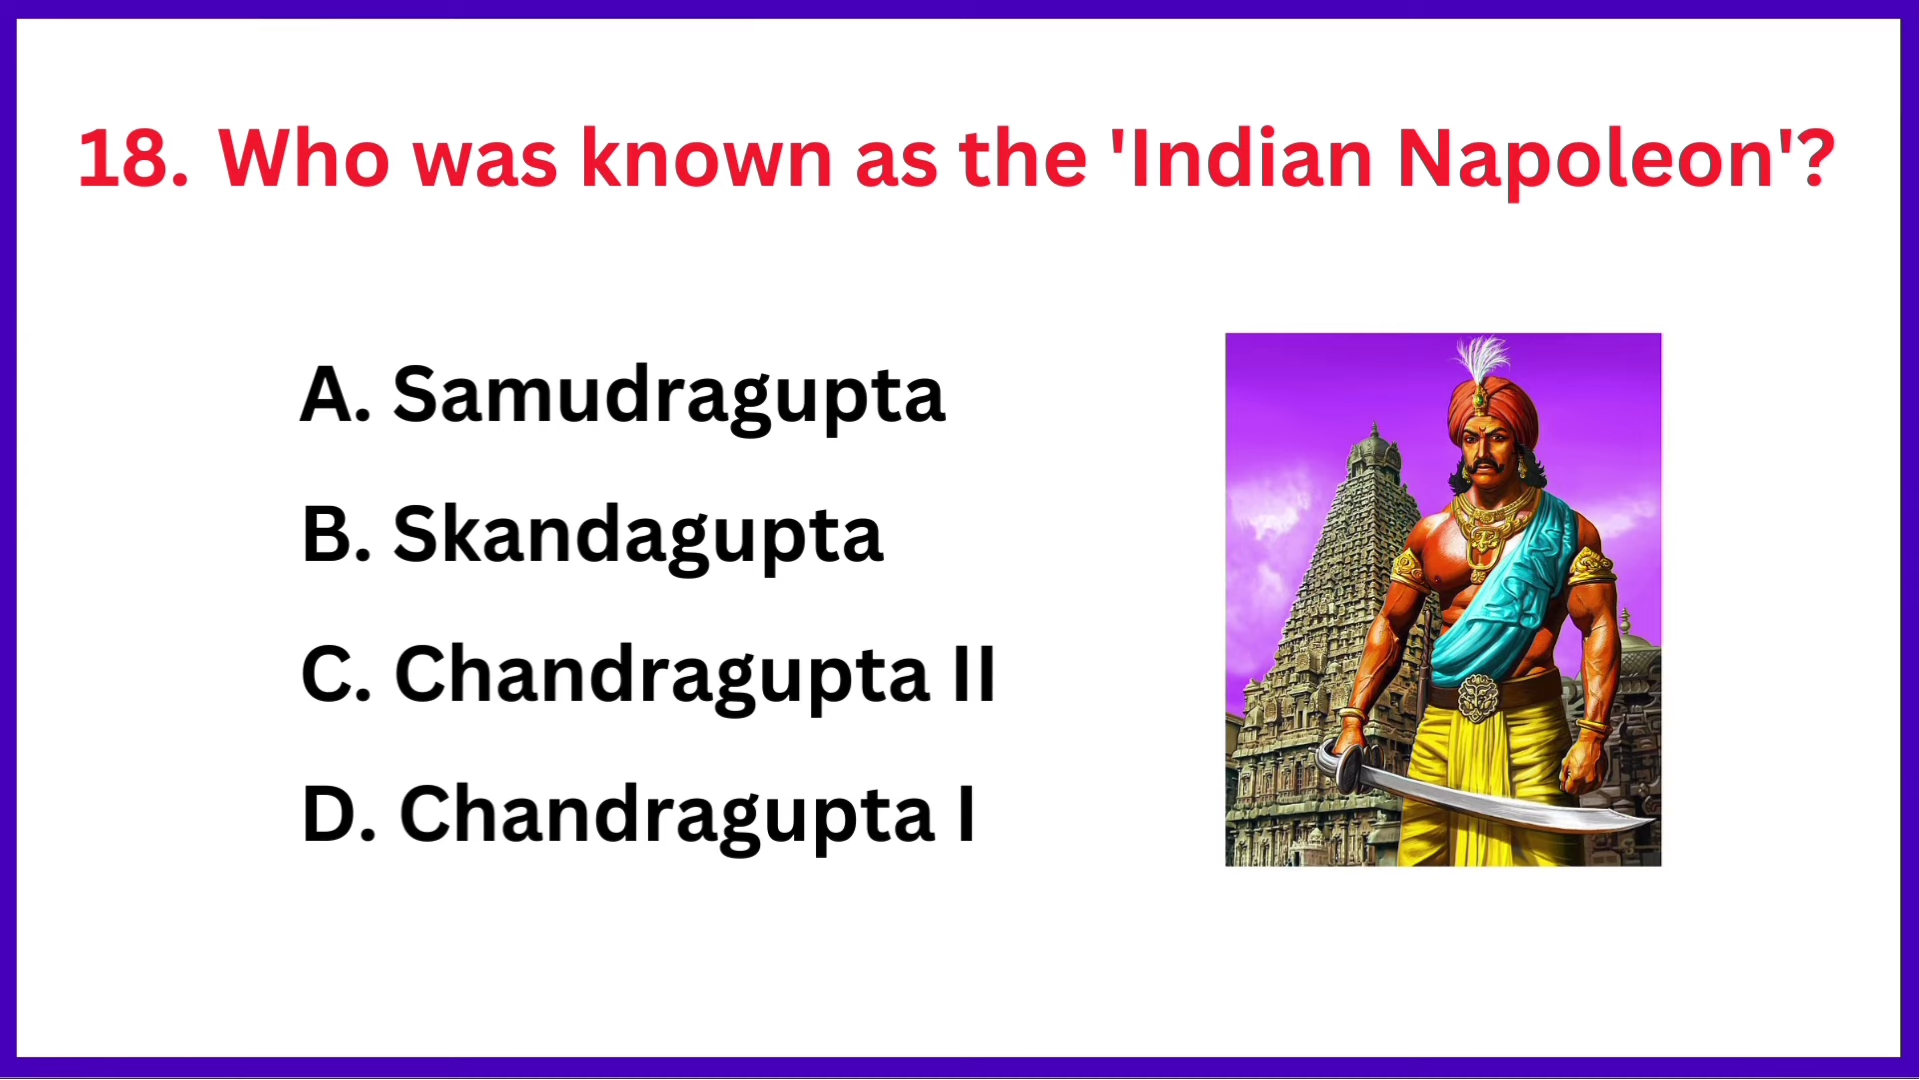 18. Who was known as the 'Indian Napoleon'?
A. Samudragupta
B. Skandagupta
C. Chandragupta II
D. Chandragupta I